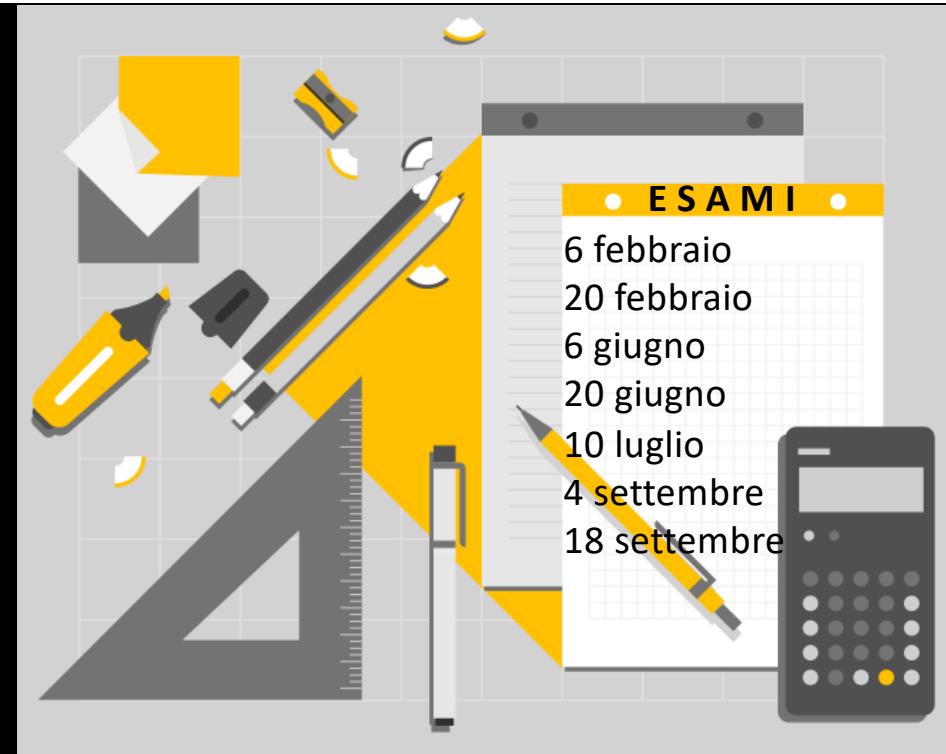 ESAMI
6 febbraio
20 febbraio
6 giugno
20 giugno
10 luglio
4 settembre
18 settembre